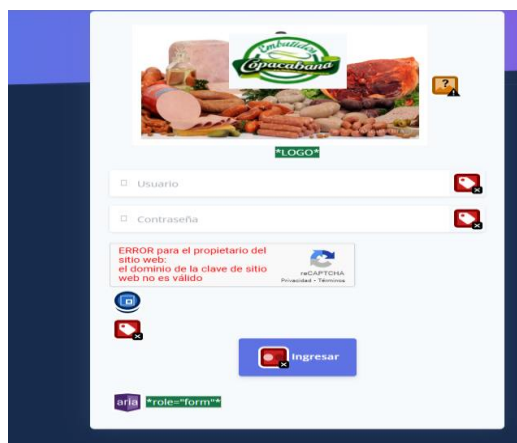 Embutidos
Copacabana
?
*LOGO*
Usuario
Contraseña
ERROR para el propietario del
sitio web:
el dominio de la clave de sitio
web no es válido
reCAPTCHA
Privacidad - Términos
Ingresar
aria *role="form"*